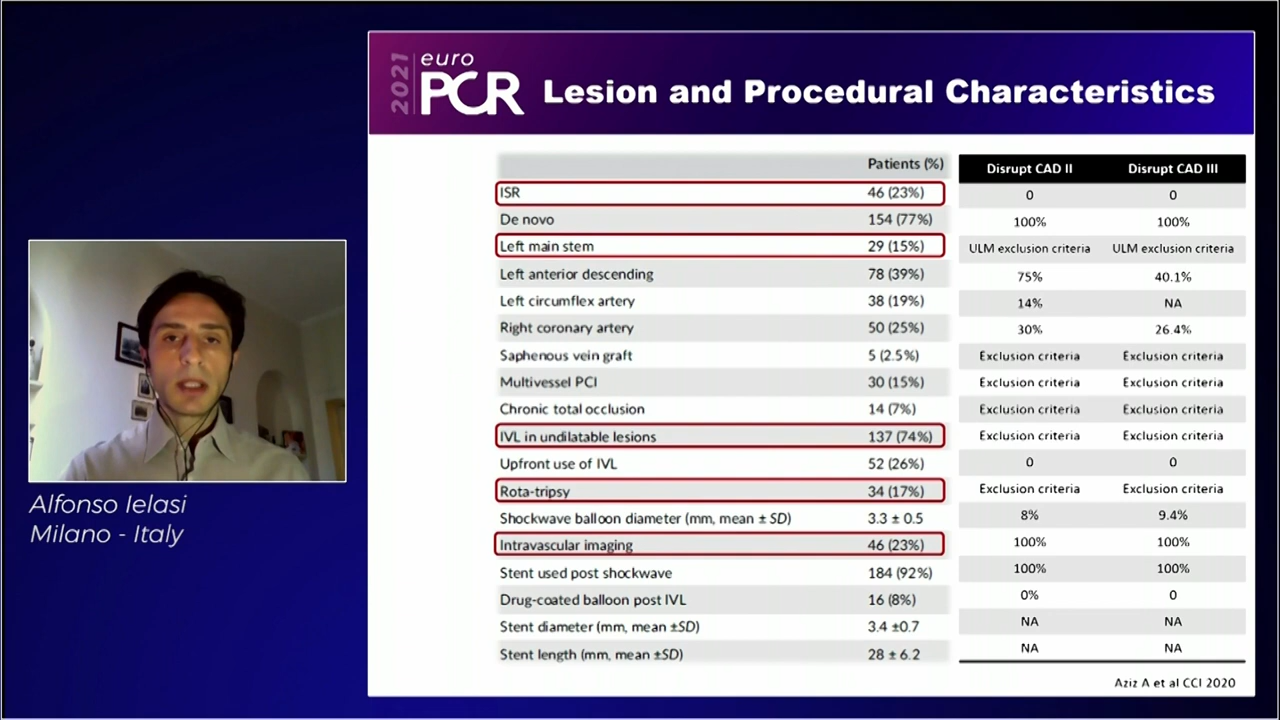 2021 euro PCR
Lesion and Procedural Characteristics
Patients (%) Disrupt CAD II Disrupt CAD III
ISR 46 (23%) 0 0
De novo 154 (77%) 100% 100%
Left main stem 29 (15%) ULM exclusion criteria ULM exclusion criteria
Left anterior descending 78 (39%) 75% 40.1%
Left circumflex artery 38 (19%) 14% NA
Right coronary artery 50 (25%) 30% 26.4%
Saphenous vein graft 5 (2.5%) Exclusion criteria Exclusion criteria
Multivessel PCI 30 (15%) Exclusion criteria Exclusion criteria
Chronic total occlusion 14 (7%) Exclusion criteria Exclusion criteria
IVL in undilatable lesions 137 (74%) Exclusion criteria Exclusion criteria
Upfront use of IVL 52 (26%) 0 0
Rota-tripsy 34 (17%) Exclusion criteria Exclusion criteria
Shockwave balloon diameter (mm, mean ± SD) 3.3 ± 0.5 8% 9.4%
Intravascular imaging 46 (23%) 100% 100%
Stent used post shockwave 184 (92%) 100% 100%
Drug-coated balloon post IVL 16 (8%) 0% 0
Stent diameter (mm, mean ±SD) 3.4 ±0.7 NA NA
Stent length (mm, mean ±SD) 28 ± 6.2 NA NA
Aziz A et al CCI 2020
Alfonso Ielasi
Milano - Italy